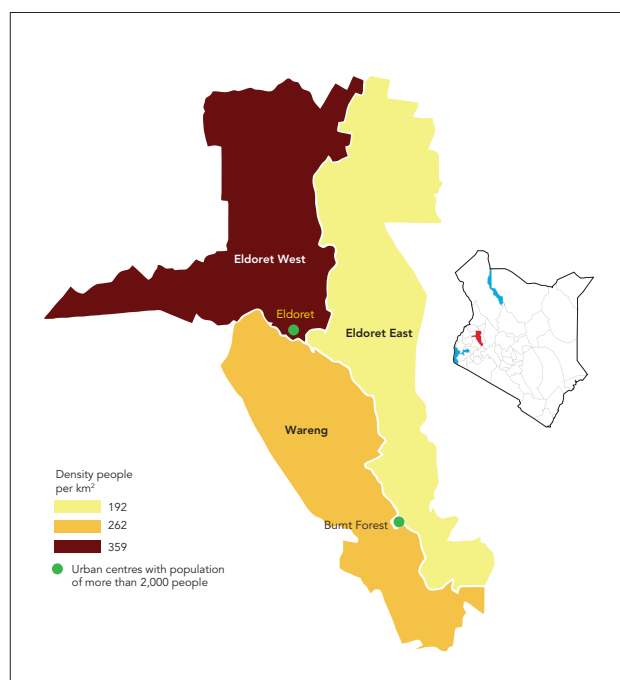 Eldoret West
Eldoret
Eldoret East
Wareng
Burnt Forest
Density people
per km²
192
262
359
Urban centres with population
of more than 2,000 people